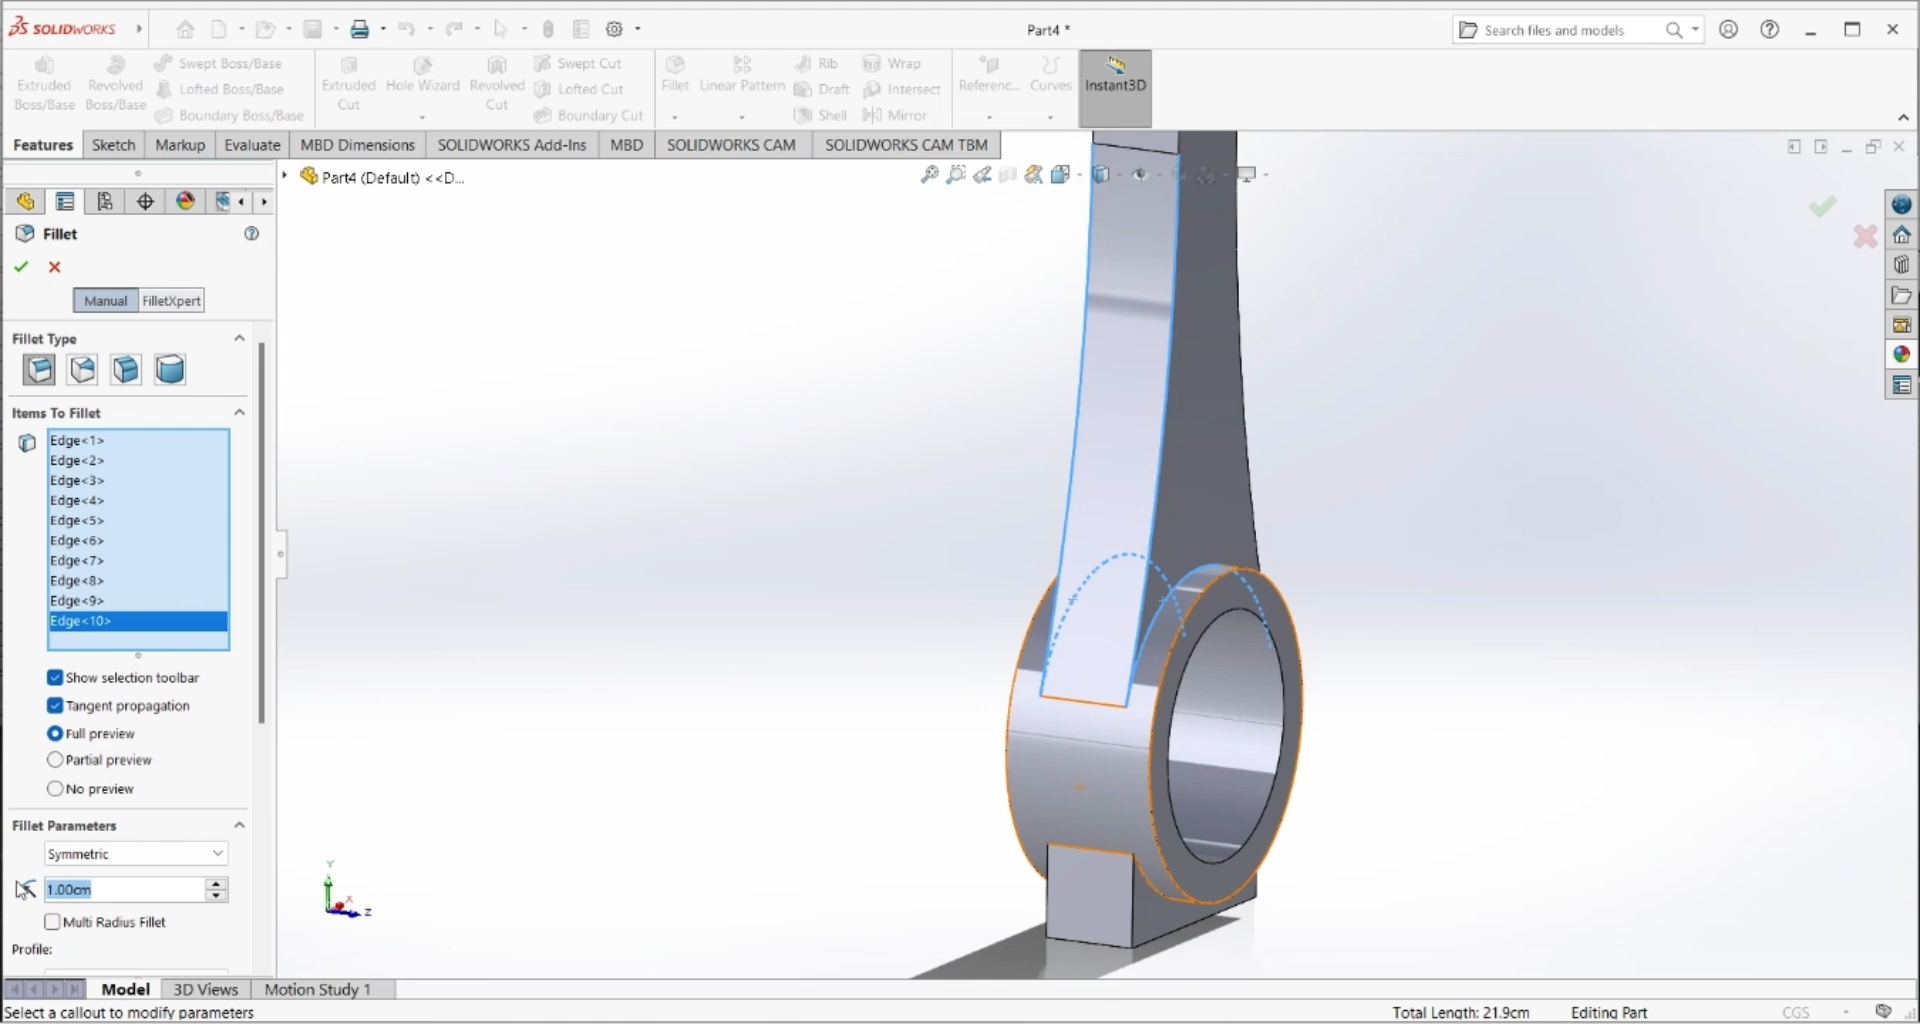 SOLIDWORKS
Part4 *
Search files and models
Extruded Boss/Base
Revolved Boss/Base
Swept Boss/Base
Lofted Boss/Base
Boundary Boss/Base
Extruded Cut
Hole Wizard
Revolved Cut
Swept Cut
Lofted Cut
Boundary Cut
Fillet
Linear Pattern
Rib
Draft
Shell
Wrap
Intersect
Mirror
Referenc...
Curves
Instant3D
Features
Sketch
Markup
Evaluate
MBD Dimensions
SOLIDWORKS Add-Ins
MBD
SOLIDWORKS CAM
SOLIDWORKS CAM TBM
Part4 (Default) <<D...
Fillet
Manual
FilletXpert
Fillet Type
Items To Fillet
Edge<1>
Edge<2>
Edge<3>
Edge<4>
Edge<5>
Edge<6>
Edge<7>
Edge<8>
Edge<9>
Edge<10>
Show selection toolbar
Tangent propagation
Full preview
Partial preview
No preview
Fillet Parameters
Symmetric
1.00cm
Multi Radius Fillet
Profile:
Y
X
Z
Model
3D Views
Motion Study 1
Select a callout to modify parameters
Total Length: 21.9cm
Editing Part
CGS
-